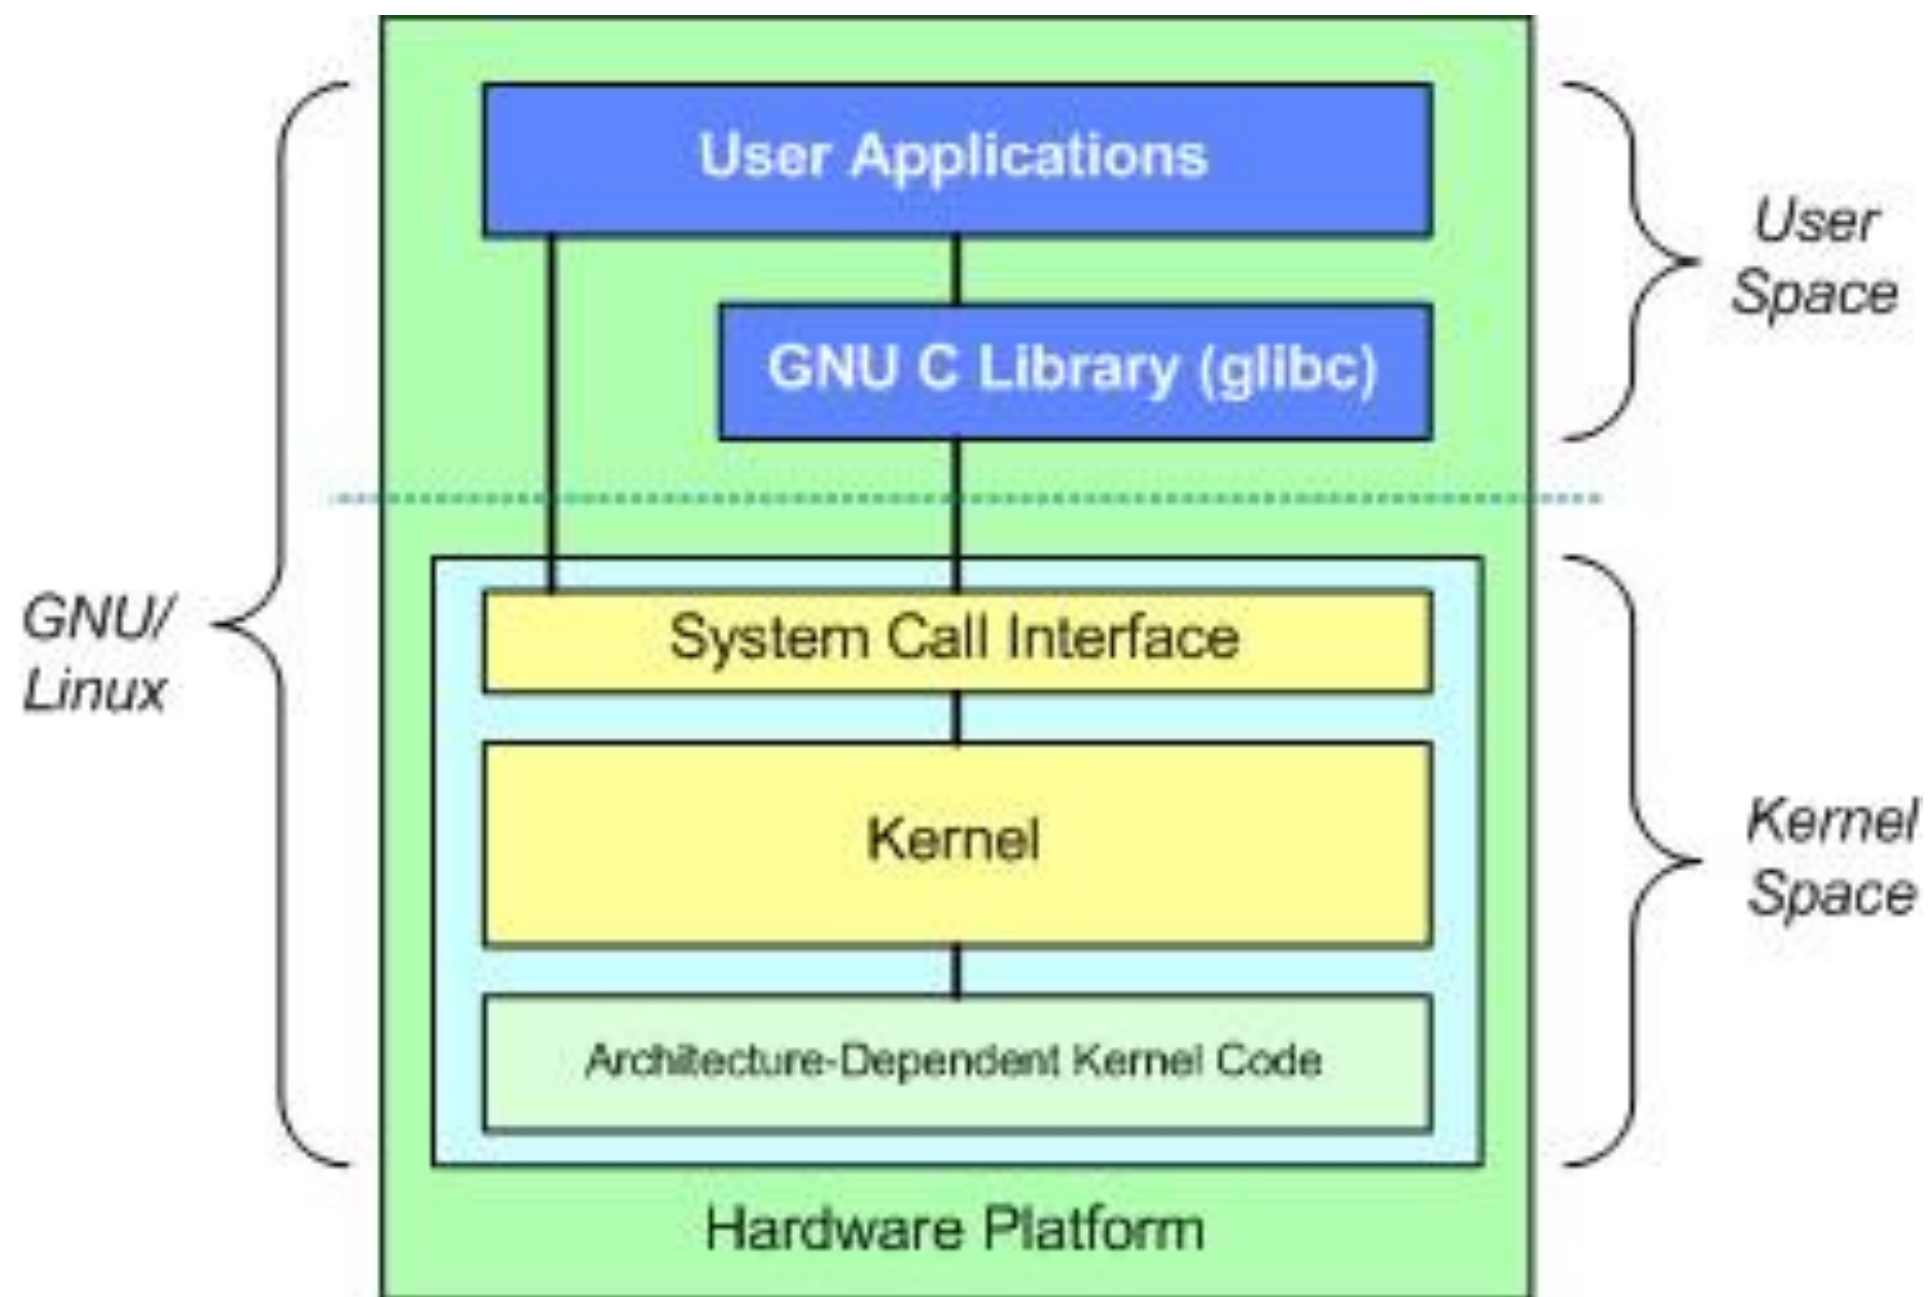 User Applications
User
Space
GNU C Library (glibc)
GNU/
Linux
System Call Interface
Kernel
Kernel
Space
Architecture-Dependent Kernel Code
Hardware Platform